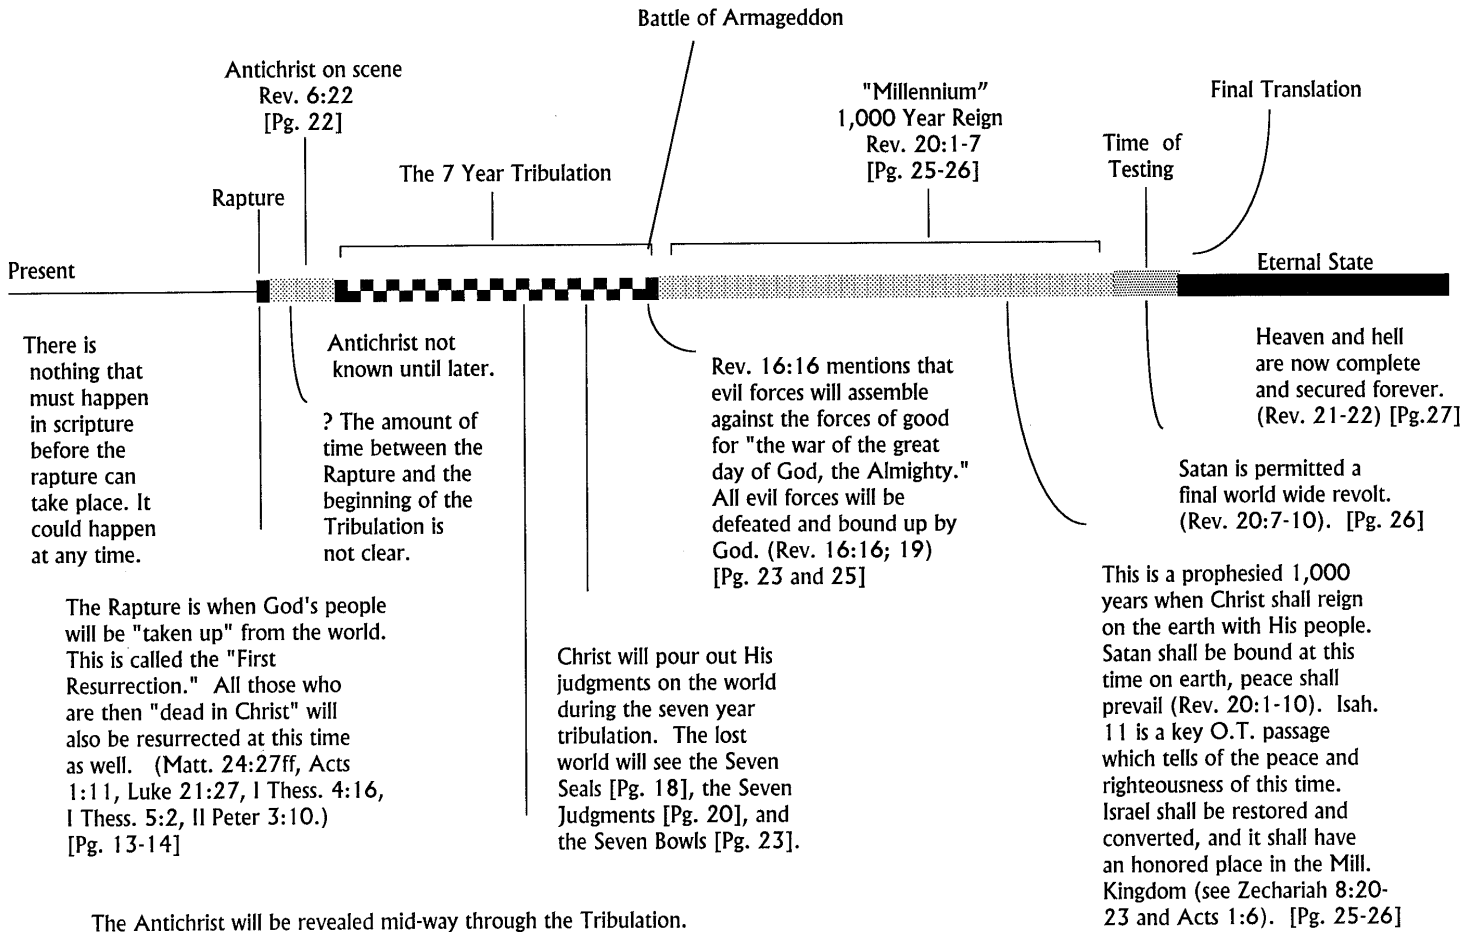 Battle of Armageddon
Antichrist on scene
Rev. 6:22
[Pg. 22]
"Millennium”
1,000 Year Reign
Rev. 20:1-7
[Pg. 25-26]
Final Translation
Time of
Testing
The 7 Year Tribulation
Rapture
Present
Eternal State
There is
nothing that
must happen
in scripture
before the
rapture can
take place. It
could happen
at any time.
Antichrist not
known until later.
? The amount of
time between the
Rapture and the
beginning of the
Tribulation is
not clear.
Rev. 16:16 mentions that
evil forces will assemble
against the forces of good
for "the war of the great
day of God, the Almighty."
All evil forces will be
defeated and bound up by
God. (Rev. 16:16; 19)
[Pg. 23 and 25]
Heaven and hell
are now complete
and secured forever.
(Rev. 21-22) [Pg.27]
Satan is permitted a
final world wide revolt.
(Rev. 20:7-10). [Pg. 26]
The Rapture is when God's people
will be "taken up" from the world.
This is called the "First
Resurrection." All those who
are then "dead in Christ" will
also be resurrected at this time
as well. (Matt. 24:27ff, Acts
1:11, Luke 21:27, I Thess. 4:16,
I Thess. 5:2, II Peter 3:10.)
[Pg. 13-14]
Christ will pour out His
judgments on the world
during the seven year
tribulation. The lost
world will see the Seven
Seals [Pg. 18], the Seven
Judgments [Pg. 20], and
the Seven Bowls [Pg. 23].
This is a prophesied 1,000
years when Christ shall reign
on the earth with His people.
Satan shall be bound at this
time on earth, peace shall
prevail (Rev. 20:1-10). Isah.
11 is a key O.T. passage
which tells of the peace and
righteousness of this time.
Israel shall be restored and
converted, and it shall have
an honored place in the Mill.
Kingdom (see Zechariah 8:20-
23 and Acts 1:6). [Pg. 25-26]
The Antichrist will be revealed mid-way through the Tribulation.